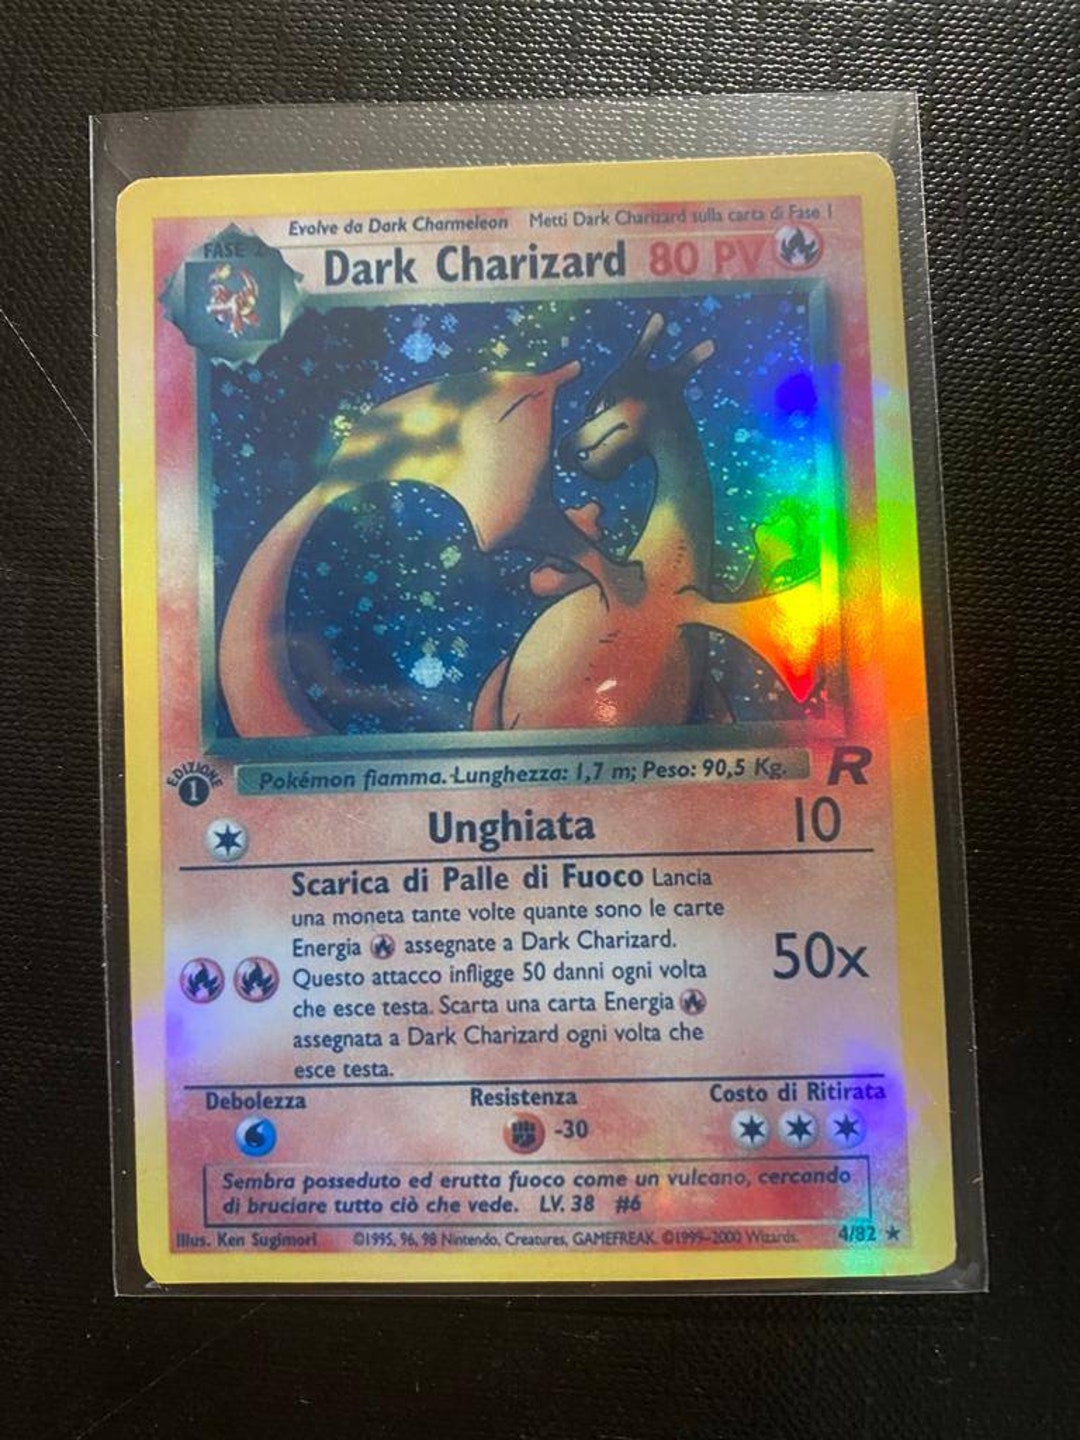 Evolve da Dark Charmeleon Metti Dark Charizard sulla carta di Fase 1
FASE 2
Dark Charizard 80 PV
EDIZIONE
1
Pokémon fiamma. Lunghezza: 1,7 m; Peso: 90,5 Kg.
R
Unghiata 10
Scarica di Palle di Fuoco Lancia
una moneta tante volte quante sono le carte
Energia assegnate a Dark Charizard.
Questo attacco infligge 50 danni ogni volta
che esce testa. Scarta una carta Energia
assegnata a Dark Charizard ogni volta che
esce testa.
50x
Debolezza Resistenza Costo di Ritirata
-30
Sembra posseduto ed erutta fuoco come un vulcano, cercando
di bruciare tutto ciò che vede. LV. 38 #6
Illus. Ken Sugimori ©1995, 96, 98 Nintendo, Creatures, GAMEFREAK. ©1999-2000 Wizards. 4/82 ★